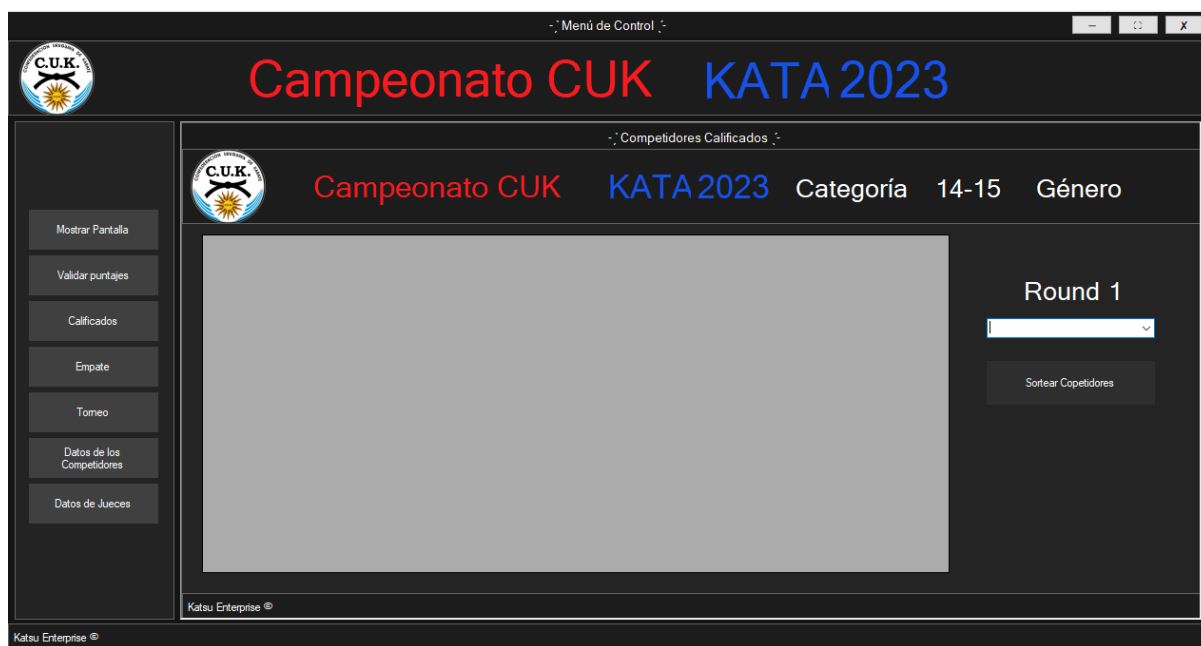 -¦ Menú de Control ¦-
C.U.K.
Campeonato CUK KATA 2023
-¦ Competidores Calificados ¦-
C.U.K.
Campeonato CUK KATA 2023 Categoría 14-15 Género
Mostrar Pantalla
Validar puntajes
Calificados
Empate
Torneo
Datos de los
Competidores
Datos de Jueces
Round 1
Sortear Copetidores
Katsu Enterprise ©
Katsu Enterprise ©